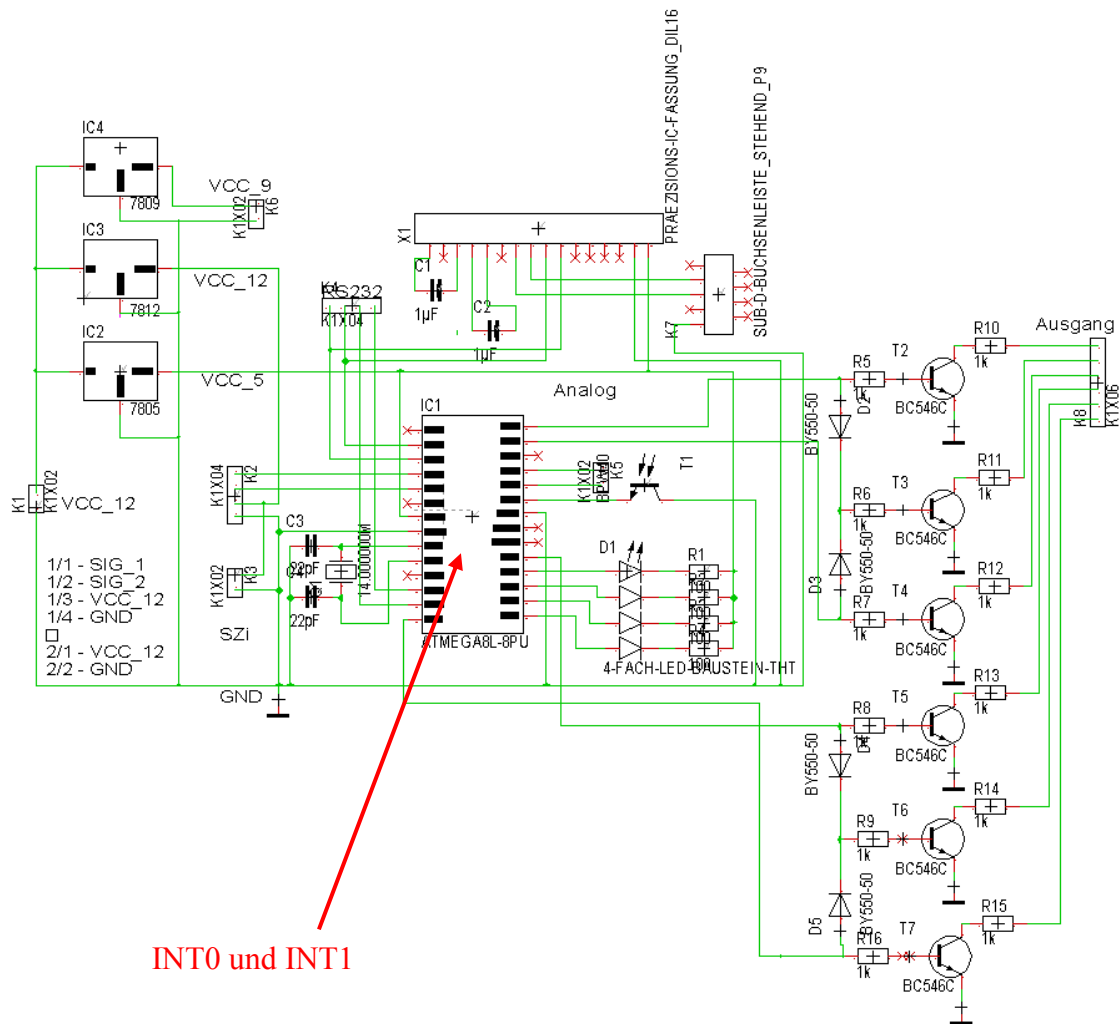 IC4
7809
VCC_9
K1X02
K6
IC3
7812
VCC_12
IC2
7805
VCC_5
K1
K1X02
VCC_12
1/1 - SIG_1
1/2 - SIG_2
1/3 - VCC_12
1/4 - GND
2/1 - VCC_12
2/2 - GND
K1X04
K2
K1X02
K3
SZi
GND
RS232
K1X04
X1
PRAEZISIONS-IC-FASSUNG_DIL16
C1
1µF
C2
1µF
K7
SUB-D-BUCHSENLEISTE_STEHEND_P9
Analog
IC1
ATMEGA8L-8PU
C3
22pF
22pF
14.000000M
K1X02
K5
T1
D1
R1
4-FACH-LED-BAUSTEIN-THT
R5
1k
T2
BC546C
R10
1k
Ausgang
K8
K1X06
BY550-50
D2
R6
1k
T3
BC546C
R11
1k
D3
BY550-50
R7
1k
T4
BC546C
R12
1k
R8
1k
T5
BC546C
R13
1k
BY550-50
R9
1k
T6
BC546C
R14
1k
D5
BY550-50
R16
1k
T7
BC546C
R15
1k
INT0 und INT1